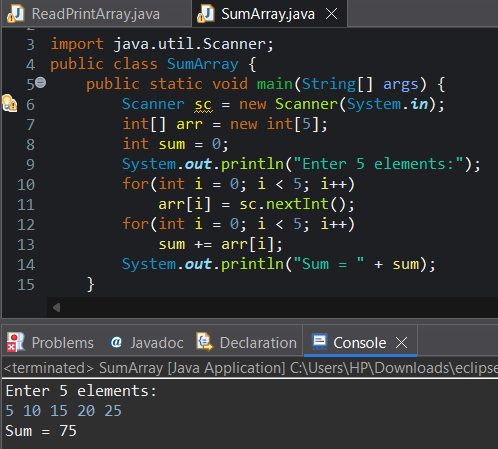 ReadPrintArray.java SumArray.java
3 import java.util.Scanner;
4 public class SumArray {
5 public static void main(String[] args) {
6 Scanner sc = new Scanner(System.in);
7 int[] arr = new int[5];
8 int sum = 0;
9 System.out.println("Enter 5 elements:");
10 for(int i = 0; i < 5; i++)
11 arr[i] = sc.nextInt();
12 for(int i = 0; i < 5; i++)
13 sum += arr[i];
14 System.out.println("Sum = " + sum);
15 }
Problems @ Javadoc Declaration Console
<terminated> SumArray [Java Application] C:\Users\HP\Downloads\eclipse
Enter 5 elements:
5 10 15 20 25
Sum = 75